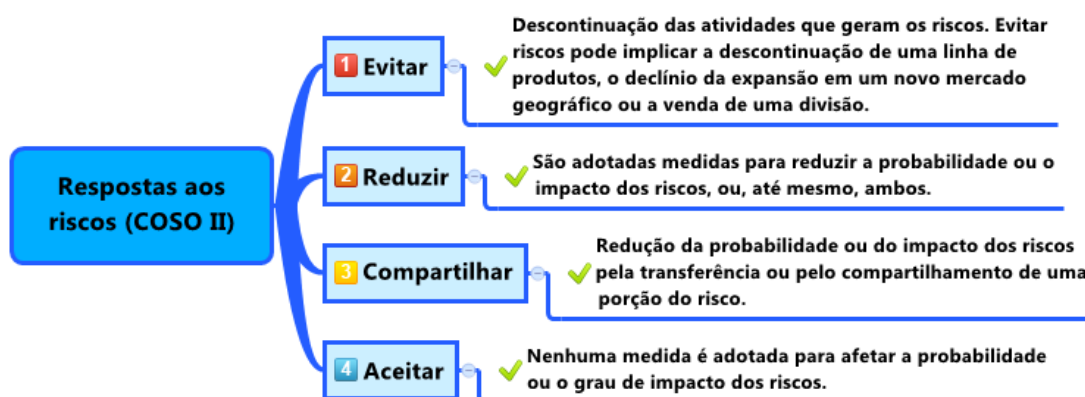 Respostas aos
riscos (COSO II)
1 Evitar
Descontinuação das atividades que geram os riscos. Evitar
riscos pode implicar a descontinuação de uma linha de
produtos, o declínio da expansão em um novo mercado
geográfico ou a venda de uma divisão.
2 Reduzir
São adotadas medidas para reduzir a probabilidade ou o
impacto dos riscos, ou, até mesmo, ambos.
3 Compartilhar
Redução da probabilidade ou do impacto dos riscos
pela transferência ou pelo compartilhamento de uma
porção do risco.
4 Aceitar
Nenhuma medida é adotada para afetar a probabilidade
ou o grau de impacto dos riscos.